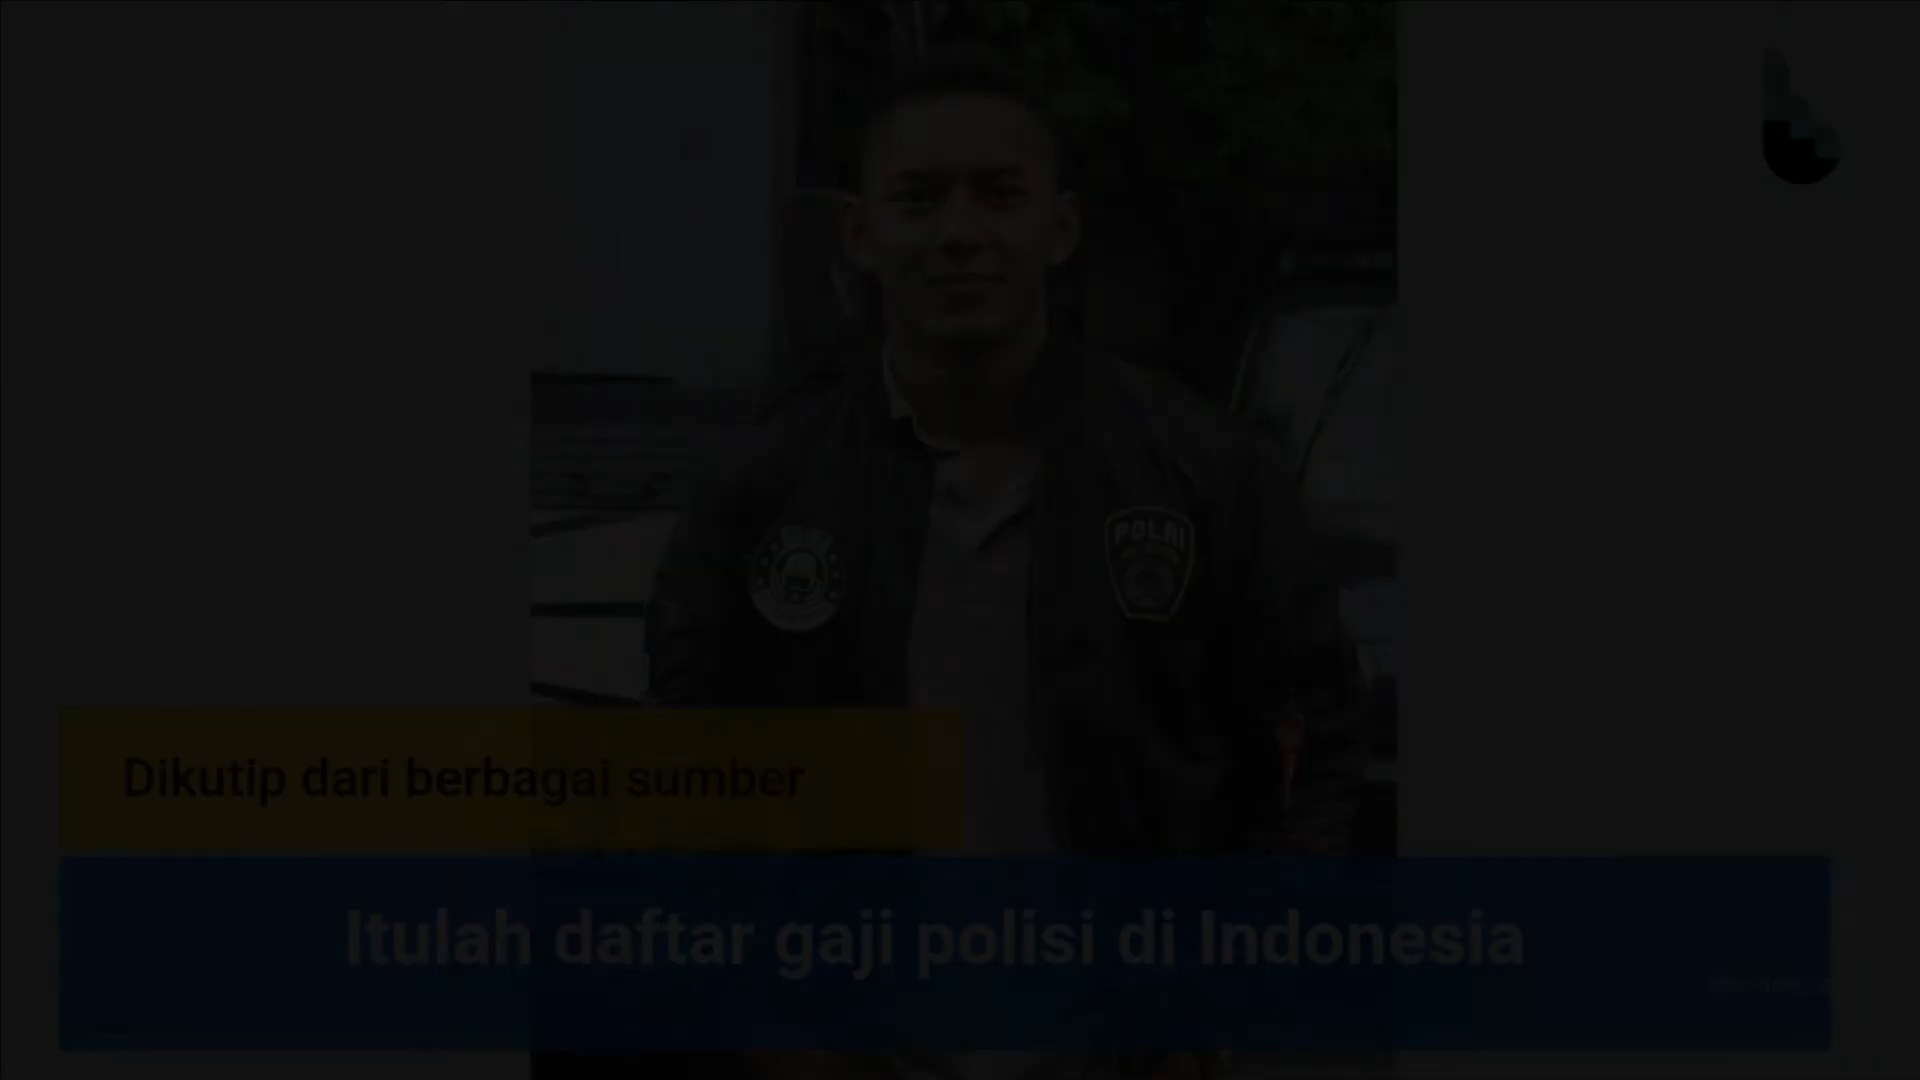 POLRI
Dikutip dari berbagai sumber
Itulah daftar gaji polisi di Indonesia